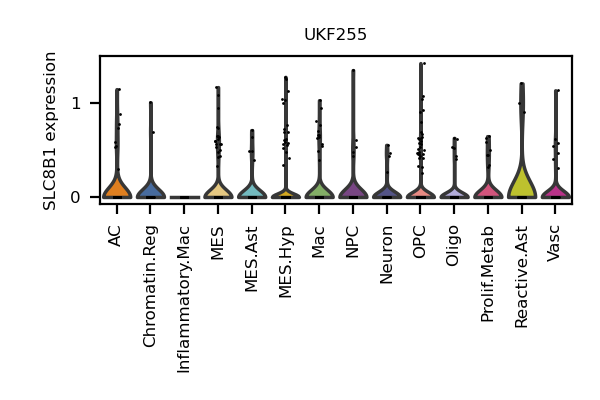 UKF255
SLC8B1 expression
1
0
AC
Chromatin.Reg
Inflammatory.Mac
MES
MES.Ast
MES.Hyp
Mac
NPC
Neuron
OPC
Oligo
Prolif.Metab
Reactive.Ast
Vasc